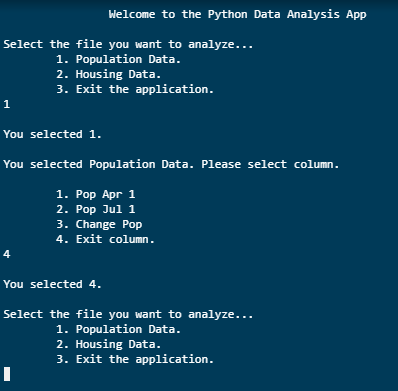 Welcome to the Python Data Analysis App
Select the file you want to analyze...
1. Population Data.
2. Housing Data.
3. Exit the application.
1
You selected 1.
You selected Population Data. Please select column.
1. Pop Apr 1
2. Pop Jul 1
3. Change Pop
4. Exit column.
4
You selected 4.
Select the file you want to analyze...
1. Population Data.
2. Housing Data.
3. Exit the application.